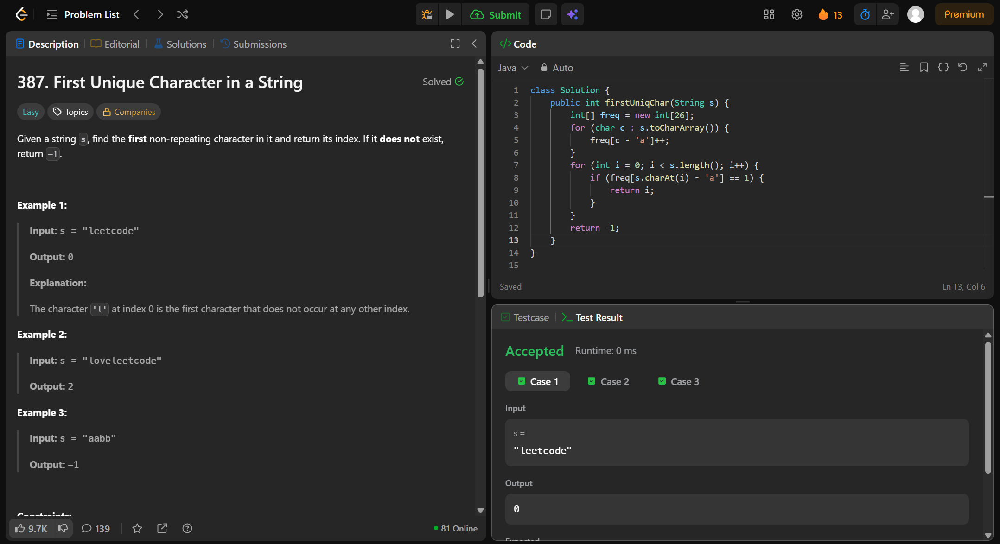 Problem List
Submit
13
Premium
Description
Editorial
Solutions
Submissions
387. First Unique Character in a String
Solved
Easy
Topics
Companies
Given a string s, find the first non-repeating character in it and return its index. If it does not exist,
return -1.
Example 1:
Input: s = "leetcode"
Output: 0
Explanation:
The character 'l' at index 0 is the first character that does not occur at any other index.
Example 2:
Input: s = "loveleetcode"
Output: 2
Example 3:
Input: s = "aabb"
Output: -1
Constraints:
9.7K
139
81 Online
</> Code
Java
Auto
1 class Solution {
2     public int firstUniqChar(String s) {
3         int[] freq = new int[26];
4         for (char c : s.toCharArray()) {
5             freq[c - 'a']++;
6         }
7         for (int i = 0; i < s.length(); i++) {
8             if (freq[s.charAt(i) - 'a'] == 1) {
9                 return i;
10             }
11         }
12         return -1;
13     }
14 }
15
Saved
Ln 13, Col 6
Testcase
Test Result
Accepted
Runtime: 0 ms
Case 1
Case 2
Case 3
Input
s =
"leetcode"
Output
0
Expected